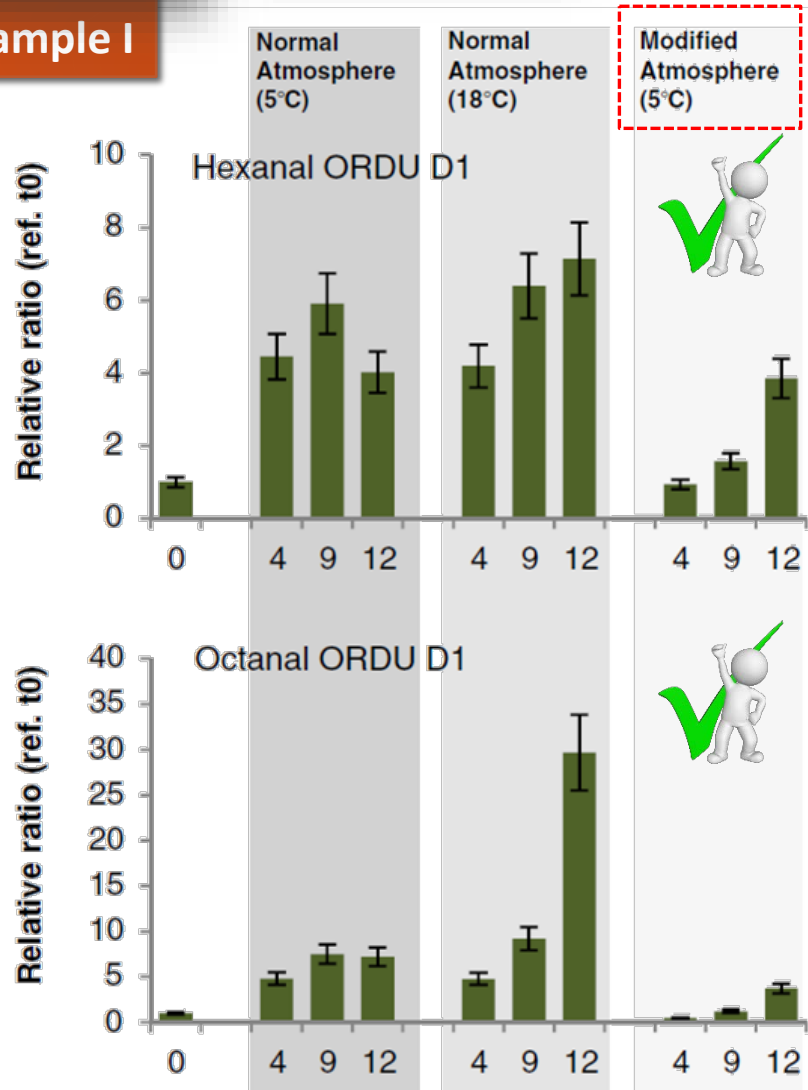 ample I
Normal
Atmosphere
(5°C)
Normal
Atmosphere
(18°C)
Modified
Atmosphere
(5°C)
Relative ratio (ref. t0)
10
8
6
4
2
0
Hexanal ORDU D1
0 4 9 12 4 9 12 4 9 12
Relative ratio (ref. t0)
40
35
30
25
20
15
10
5
0
Octanal ORDU D1
0 4 9 12 4 9 12 4 9 12